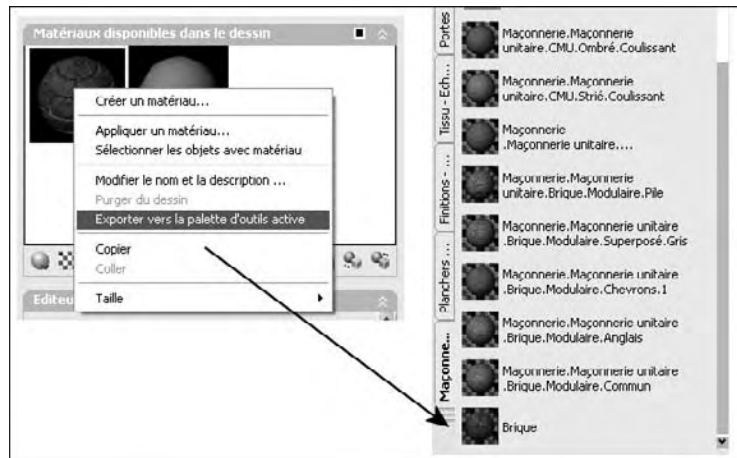 Matériaux disponibles dans le dessin
Créer un matériau...
Appliquer un matériau...
Sélectionner les objets avec matériau
Modifier le nom et la description ...
Purger du dessin
Exporter vers la palette d'outils active
Copier
Coller
Taille
Editeu
Portes
Tissu - Ech...
Finitions - ...
Planchers ...
Maçonne...
Maçonnerie.Maçonnerie
unitaire.CMU.Ombré.Coulissant
Maçonnerie.Maçonnerie
unitaire.CMU.Strié.Coulissant
Maçonnerie
.Maçonnerie unitaire....
Maçonnerie.Maçonnerie
unitaire.Brique.Modulaire.Pile
Maçonnerie.Maçonnerie unitaire
.Brique.Modulaire.Superposé.Gris
Maçonnerie.Maçonnerie unitaire
.Brique.Modulaire.Chevrons.1
Maçonnerie.Maçonnerie unitaire
.Brique.Modulaire.Anglais
Maçonnerie.Maçonnerie unitaire
.Brique.Modulaire.Commun
Brique